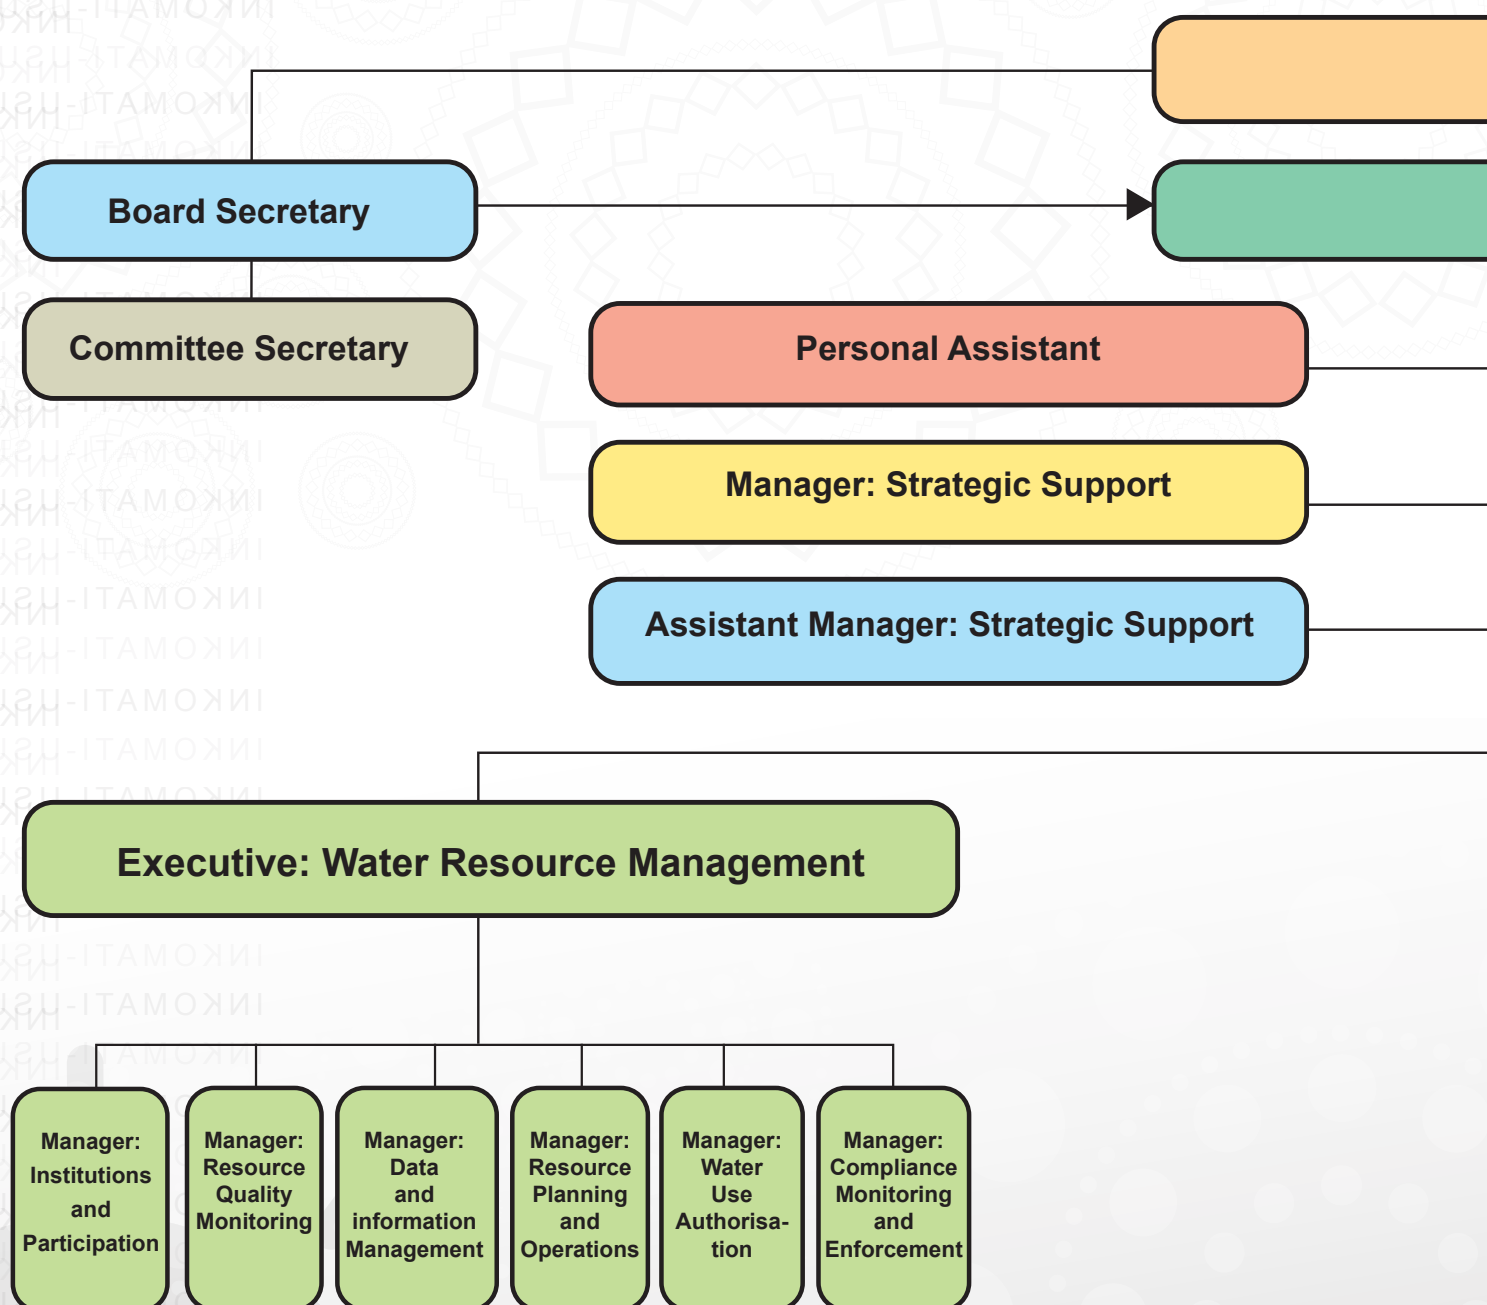 Board Secretary
Committee Secretary
Personal Assistant
Manager: Strategic Support
Assistant Manager: Strategic Support
Executive: Water Resource Management
Manager:
Institutions
and
Participation
Manager:
Resource
Quality
Monitoring
Manager:
Data
and
information
Management
Manager:
Resource
Planning
and
Operations
Manager:
Water
Use
Authorisa-
tion
Manager:
Compliance
Monitoring
and
Enforcement